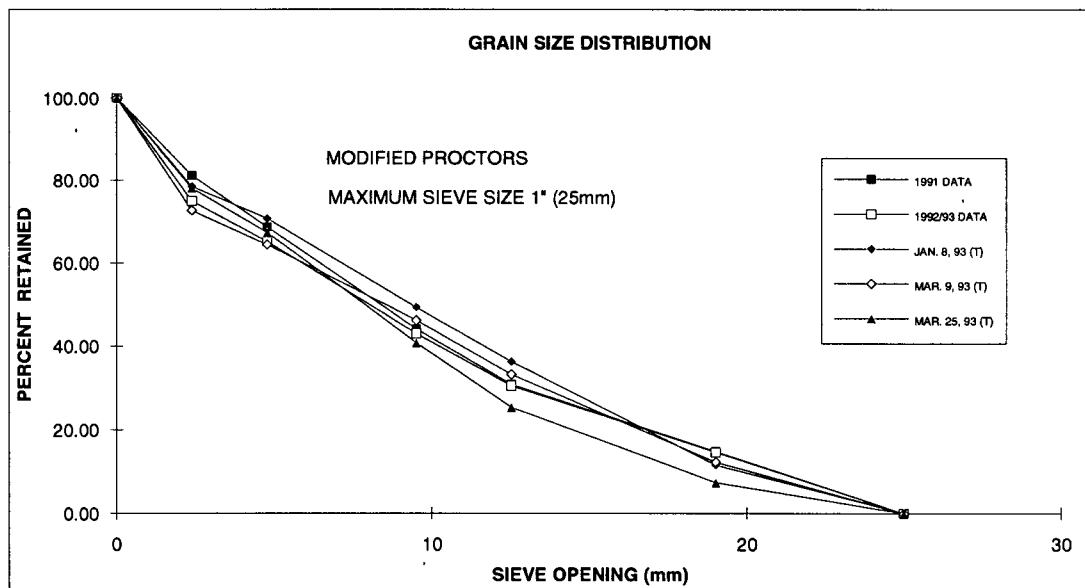 GRAIN SIZE DISTRIBUTION
MODIFIED PROCTORS
MAXIMUM SIEVE SIZE 1" (25mm)
PERCENT RETAINED
100.00
80.00
60.00
40.00
20.00
0.00
0
10
20
30
SIEVE OPENING (mm)
1991 DATA
1992/93 DATA
JAN. 8, 93 (T)
MAR. 9, 93 (T)
MAR. 25, 93 (T)